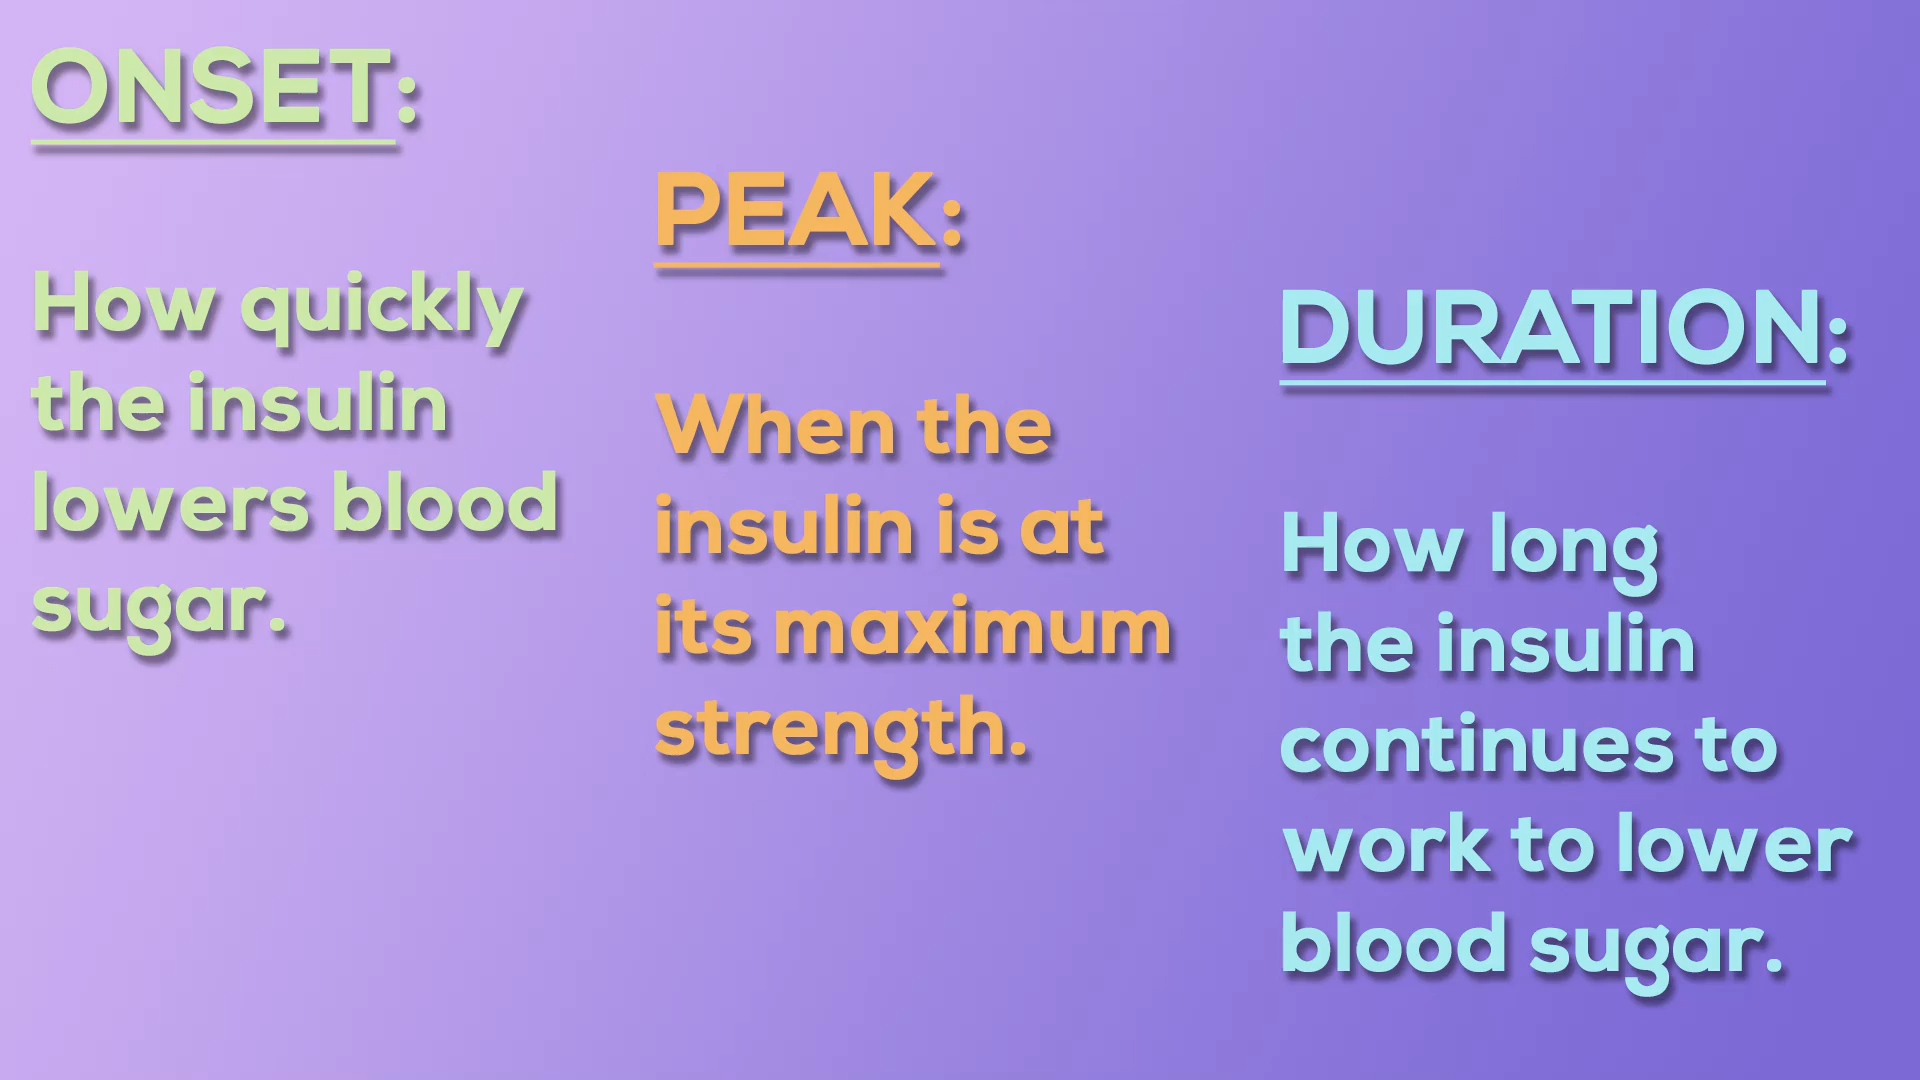 ONSET:
How quickly
the insulin
lowers blood
sugar.
PEAK:
When the
insulin is at
its maximum
strength.
DURATION:
How long
the insulin
continues to
work to lower
blood sugar.